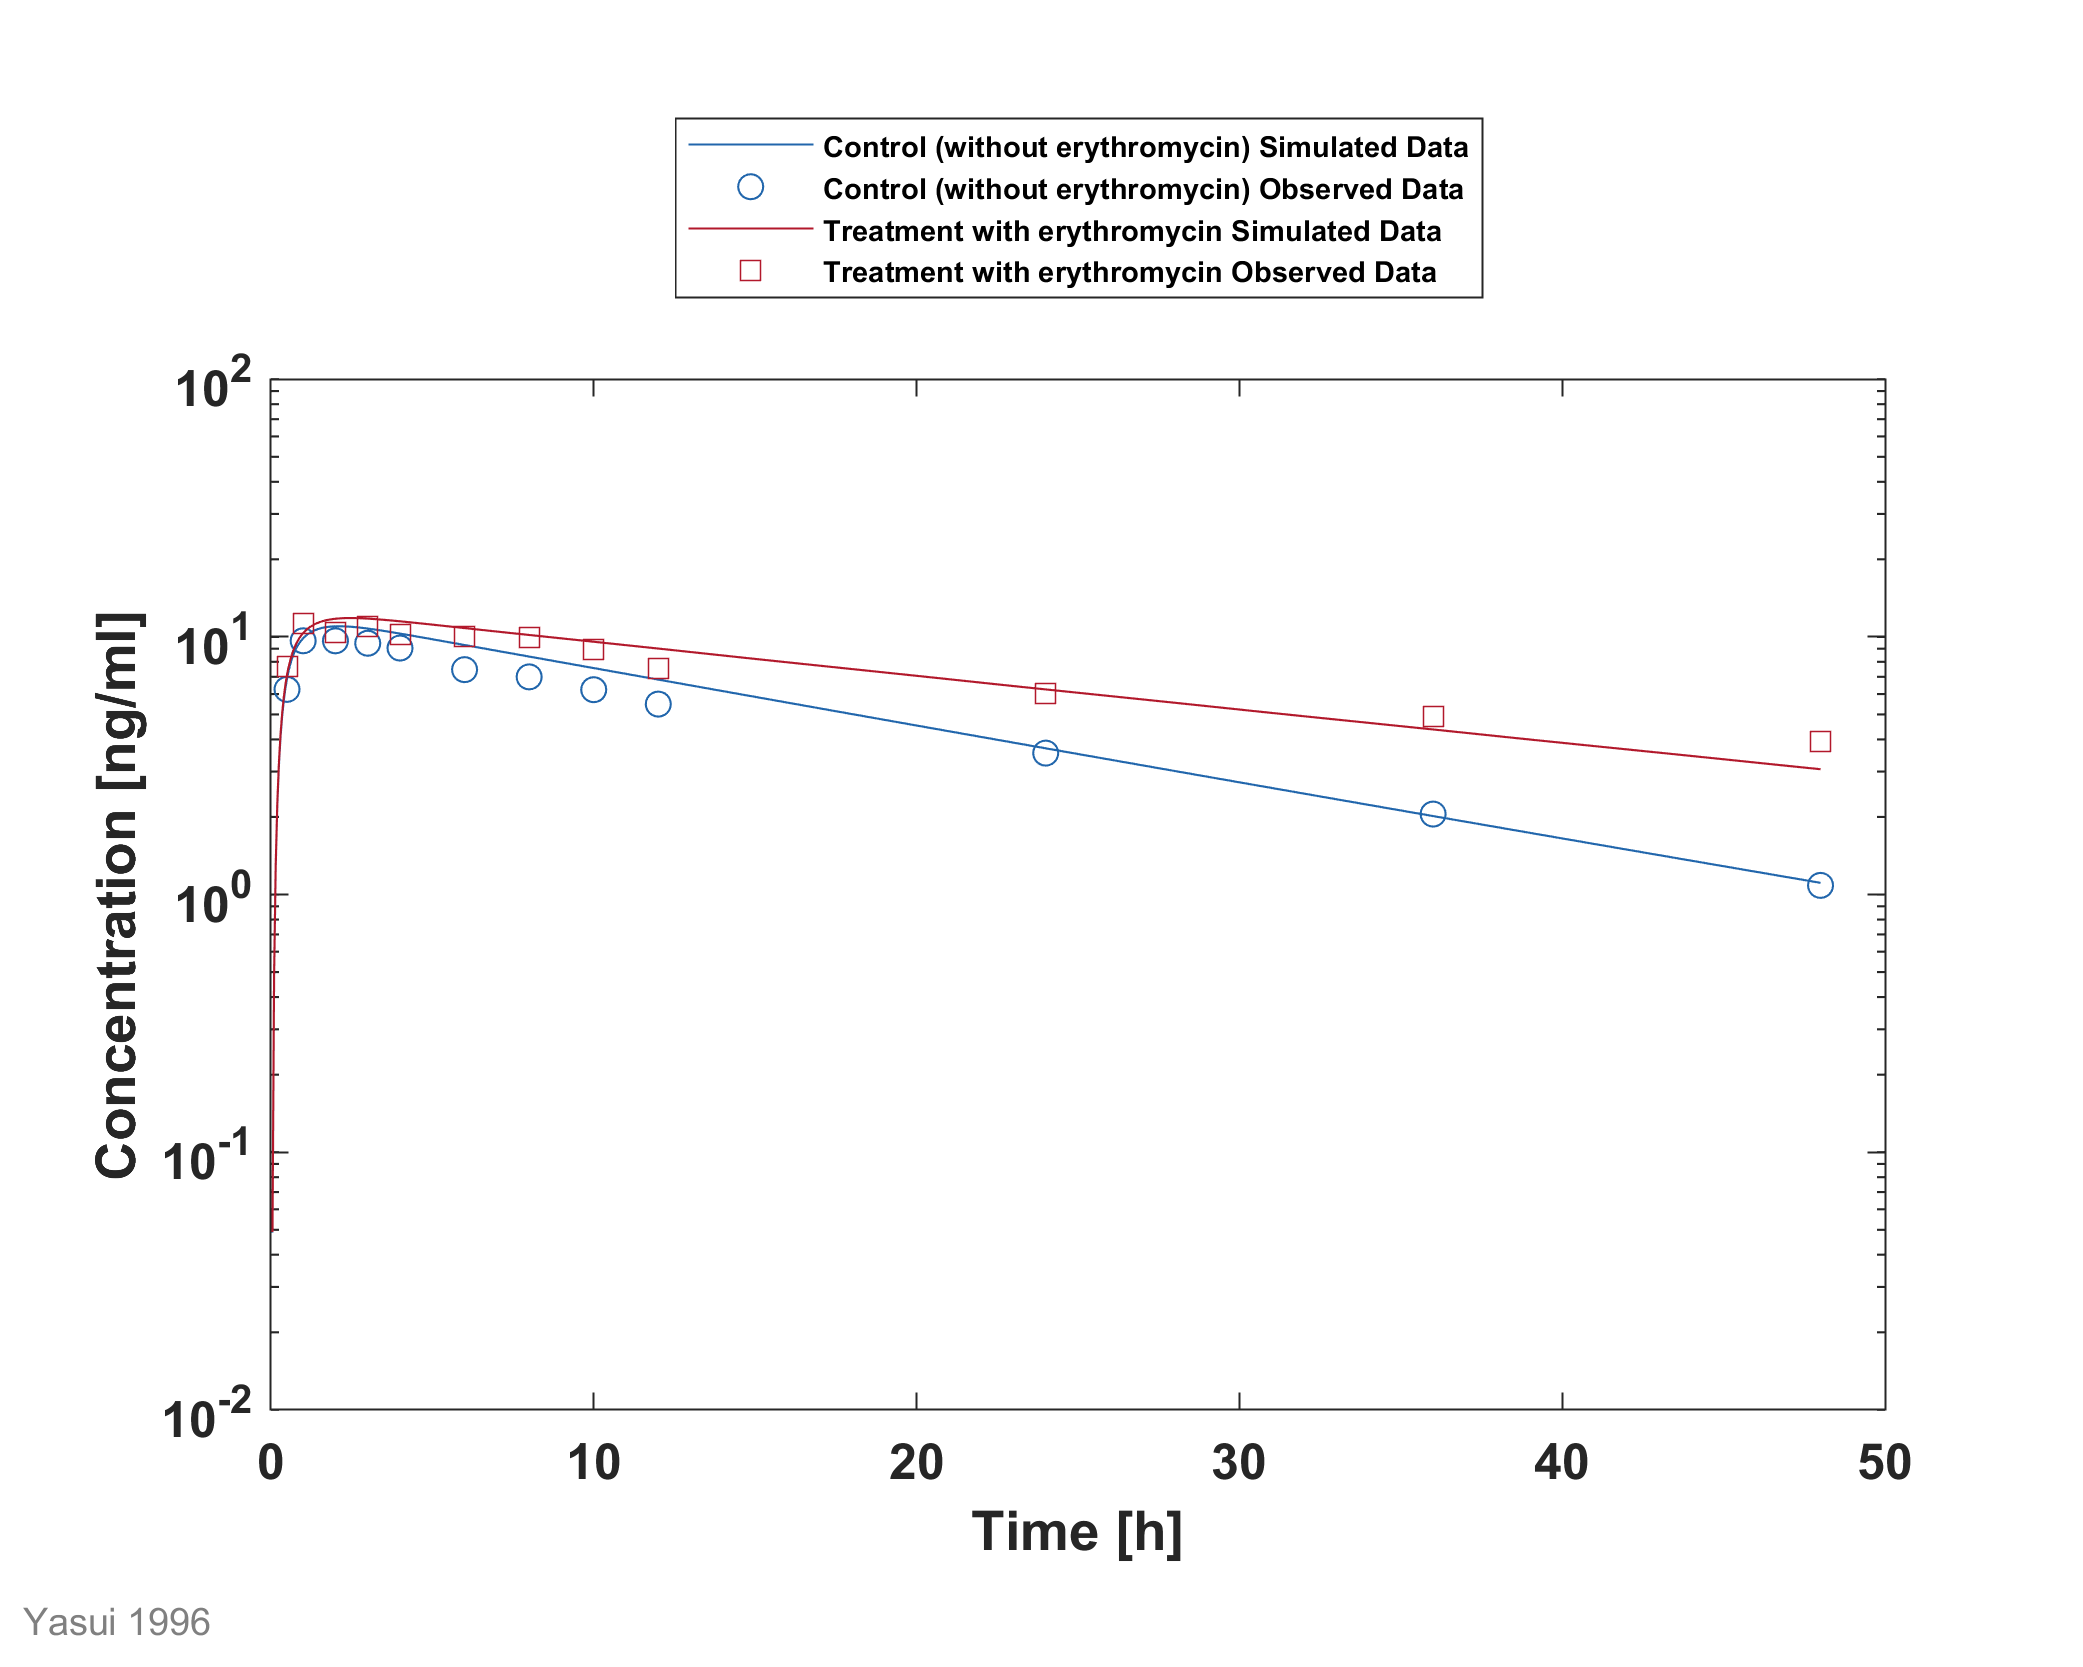 Control (without erythromycin) Simulated Data
Control (without erythromycin) Observed Data
Treatment with erythromycin Simulated Data
Treatment with erythromycin Observed Data
10^2
10^1
10^0
10^-1
10^-2
Concentration [ng/ml]
0 10 20 30 40 50
Time [h]
Yasui 1996